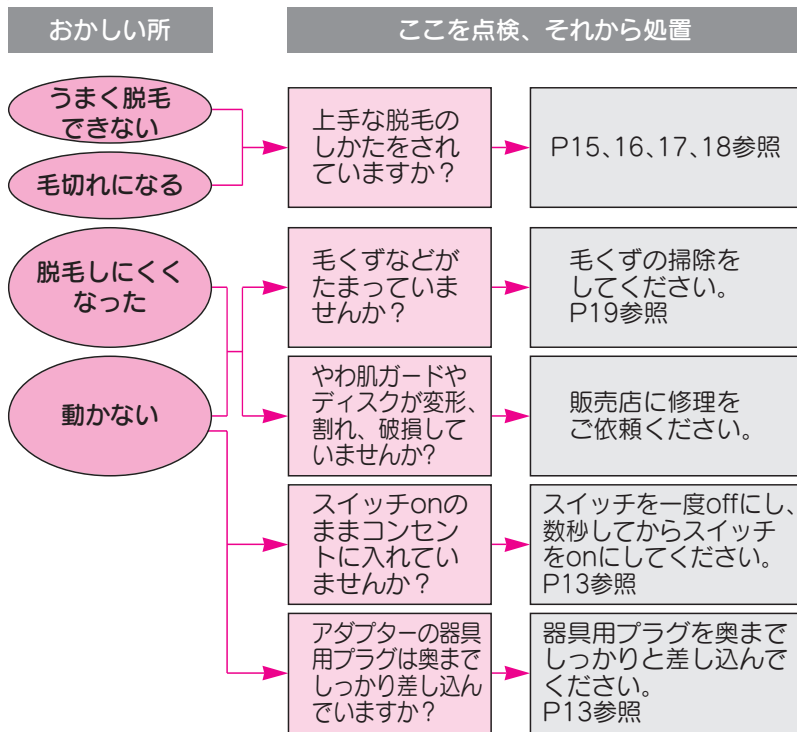 おかしい所
ここを点検、それから処置
うまく脱毛
できない
毛切れになる
上手な脱毛の
しかたをされ
ていますか？
P15、16、17、18参照
脱毛しにくく
なった
動かない
毛くずなどが
たまっていま
せんか？
毛くずの掃除を
してください。
P19参照
やわ肌ガードや
ディスクが変形、
割れ、破損して
いませんか?
販売店に修理を
ご依頼ください。
スイッチonの
ままコンセン
トに入れてい
ませんか？
スイッチを一度offにし、
数秒してからスイッチ
をonにしてください。
P13参照
アダプターの器具
用プラグは奥まで
しっかり差し込ん
でいますか？
器具用プラグを奥まで
しっかりと差し込んで
ください。
P13参照